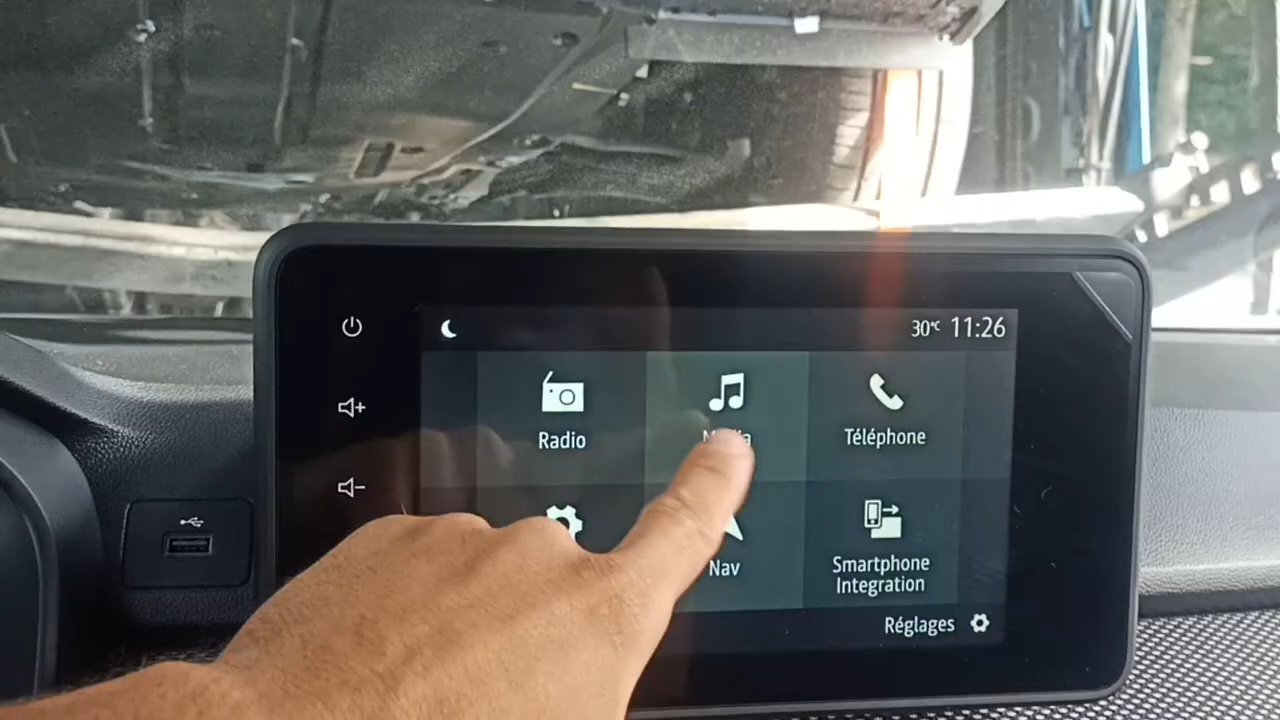 30°C 11:26
Radio
Téléphone
Nav
Smartphone
Integration
Réglages